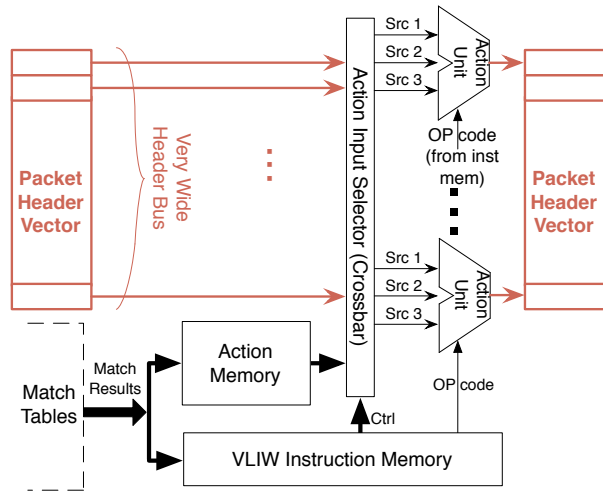 Packet
Header
Vector
Very Wide
Header Bus
Action Input Selector (Crossbar)
Src 1
Src 2
Src 3
Action
Unit
OP code
(from inst
mem)
Src 1
Src 2
Src 3
Action
Unit
OP code
Packet
Header
Vector
Match
Tables
Match
Results
Action
Memory
Ctrl
VLIW Instruction Memory